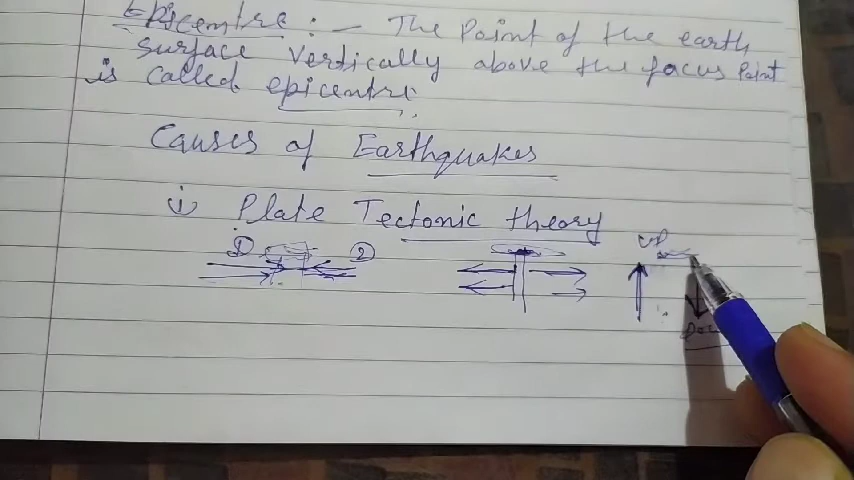 Epicentre :- The Point of the earth
surface vertically above the focus Point
is called epicentre.
Causes of Earthquakes
i) Plate Tectonic theory
① ② UP